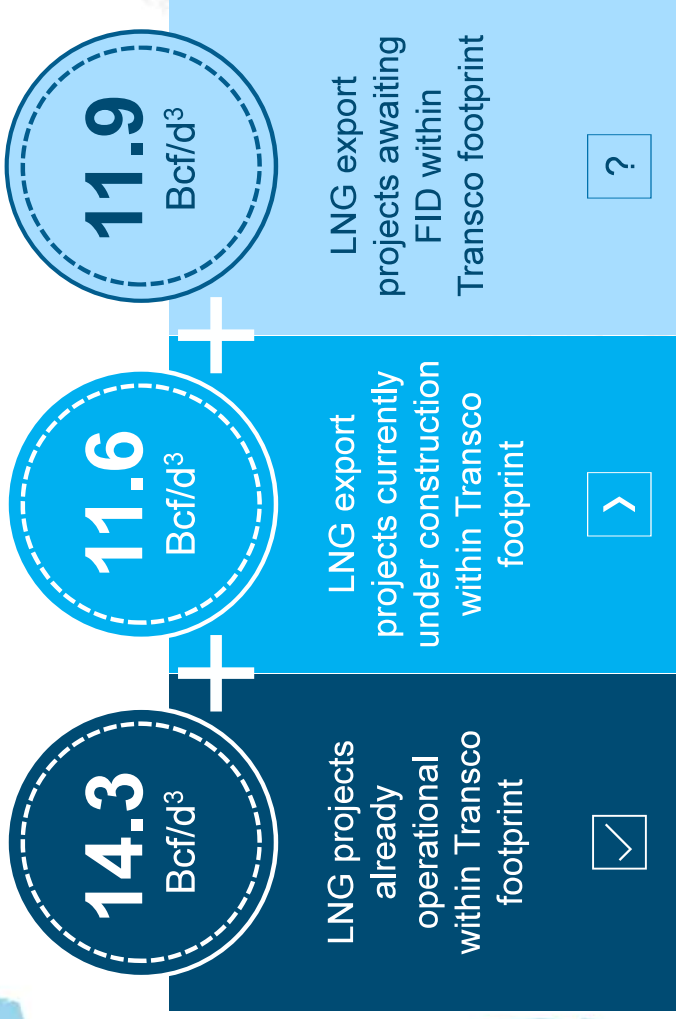 14.3
Bcf/d³
LNG projects
already
operational
within Transco
footprint
+
11.6
Bcf/d³
LNG export
projects currently
under construction
within Transco
footprint
+
11.9
Bcf/d³
LNG export
projects awaiting
FID within
Transco footprint
?